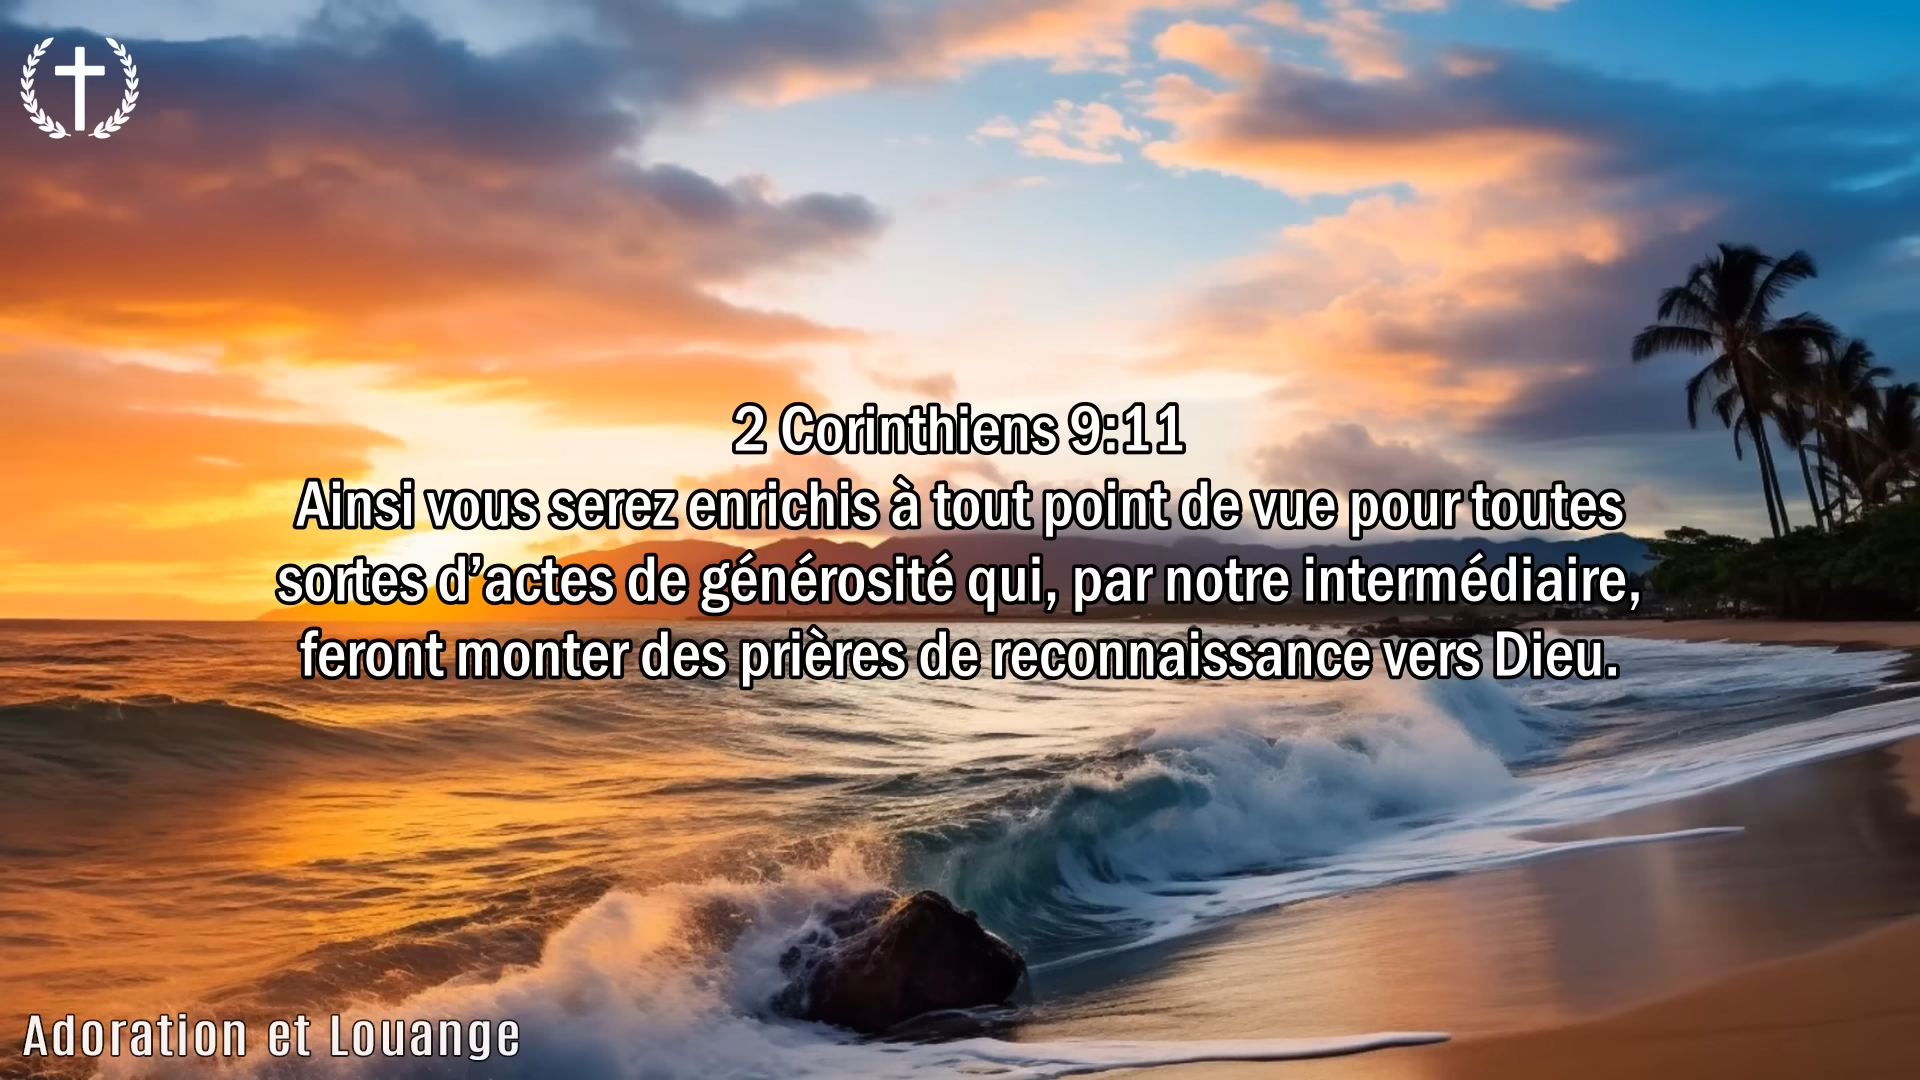 2 Corinthiens 9:11
Ainsi vous serez enrichis à tout point de vue pour toutes
sortes d’actes de générosité qui, par notre intermédiaire,
feront monter des prières de reconnaissance vers Dieu.
Adoration et Louange